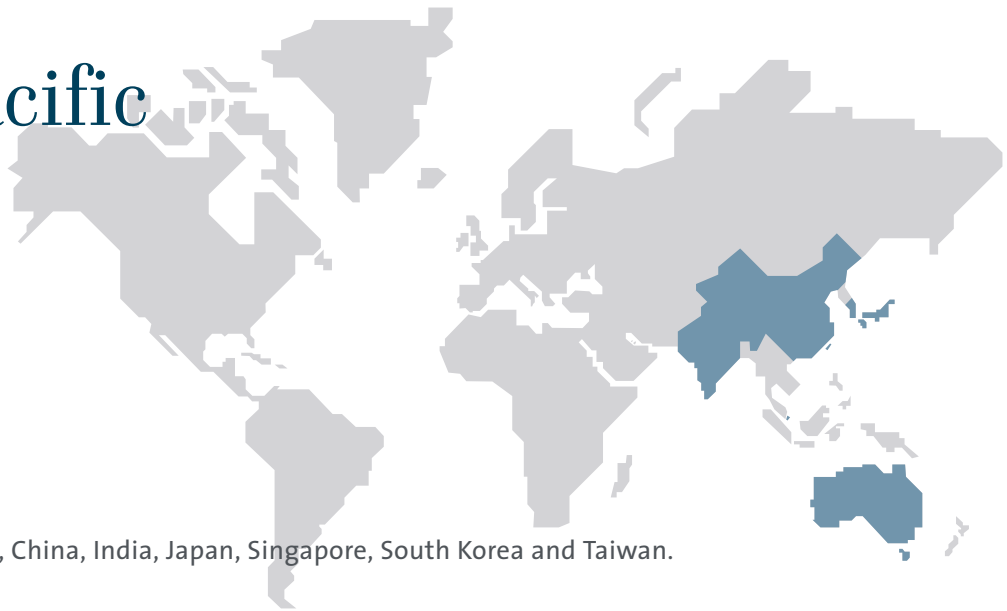 cific
, China, India, Japan, Singapore, South Korea and Taiwan.